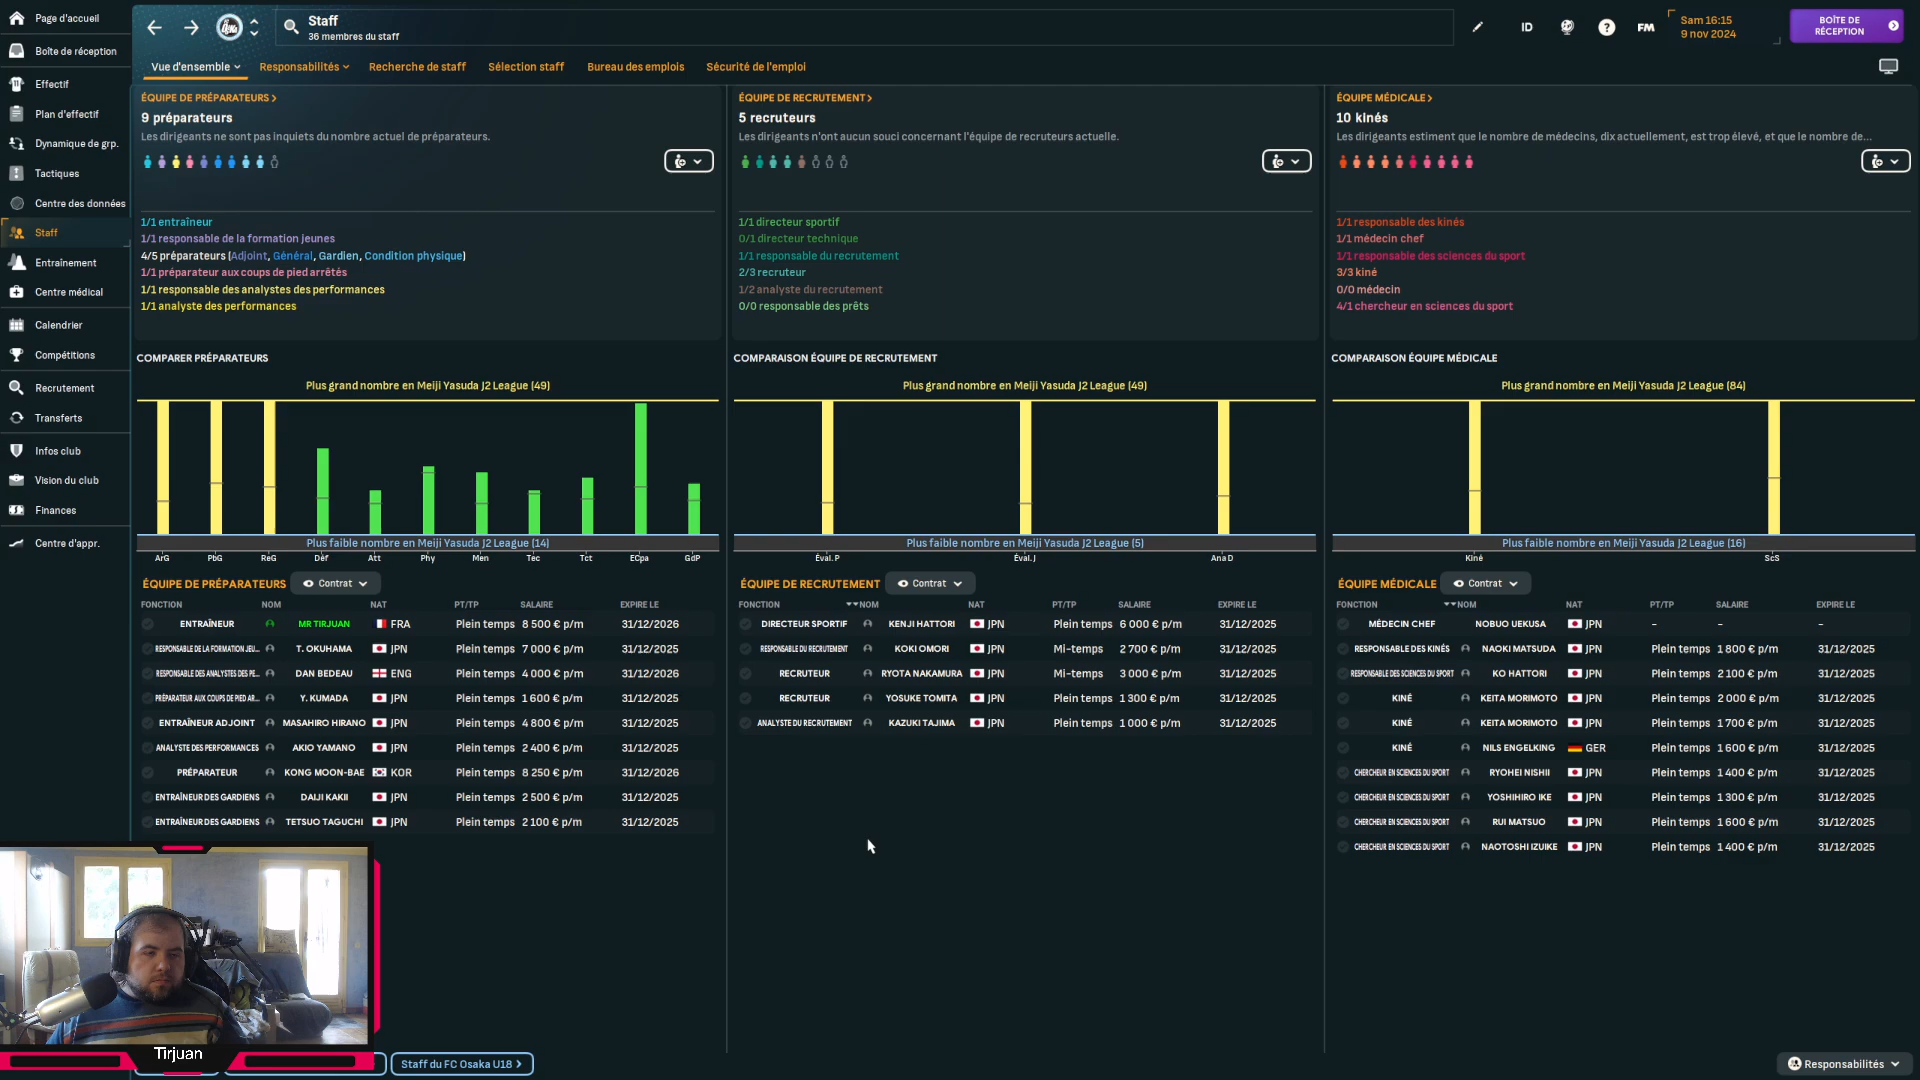 Page d'accueil
Boîte de réception
Effectif
Plan d'effectif
Dynamique de grp.
Tactiques
Centre des données
Staff
Entraînement
Centre médical
Calendrier
Compétitions
Recrutement
Transferts
Infos club
Vision du club
Finances
Centre d'appr.
Staff
36 membres du staff
ID
FM
Sam 16:15
9 nov 2024
BOÎTE DE
RÉCEPTION
Vue d'ensemble
Responsabilités
Recherche de staff
Sélection staff
Bureau des emplois
Sécurité de l'emploi
ÉQUIPE DE PRÉPARATEURS >
9 préparateurs
Les dirigeants ne sont pas inquiets du nombre actuel de préparateurs.
1/1 entraîneur
1/1 responsable de la formation jeunes
4/5 préparateurs (Adjoint, Général, Gardien, Condition physique)
1/1 préparateur aux coups de pied arrêtés
1/1 responsable des analystes des performances
1/1 analyste des performances
ÉQUIPE DE RECRUTEMENT >
5 recruteurs
Les dirigeants n'ont aucun souci concernant l'équipe de recruteurs actuelle.
1/1 directeur sportif
0/1 directeur technique
1/1 responsable du recrutement
2/3 recruteur
1/2 analyste du recrutement
0/0 responsable des prêts
ÉQUIPE MÉDICALE >
10 kinés
Les dirigeants estiment que le nombre de médecins, dix actuellement, est trop élevé, et que le nombre de...
1/1 responsable des kinés
1/1 médecin chef
1/1 responsable des sciences du sport
3/3 kiné
0/0 médecin
4/1 chercheur en sciences du sport
COMPARER PRÉPARATEURS
Plus grand nombre en Meiji Yasuda J2 League (49)
Plus faible nombre en Meiji Yasuda J2 League (14)
ArG PbG ReG Déf Att Phy Men Tec Tct ECpa GdP
COMPARAISON ÉQUIPE DE RECRUTEMENT
Plus grand nombre en Meiji Yasuda J2 League (49)
Plus faible nombre en Meiji Yasuda J2 League (5)
Éval. P Éval. J Ana D
COMPARAISON ÉQUIPE MÉDICALE
Plus grand nombre en Meiji Yasuda J2 League (84)
Plus faible nombre en Meiji Yasuda J2 League (16)
Kiné ScS
ÉQUIPE DE PRÉPARATEURS Contrat
FONCTION NOM NAT PT/TP SALAIRE EXPIRE LE
ENTRAÎNEUR MR TIRJUAN FRA Plein temps 8 500 € p/m 31/12/2026
RESPONSABLE DE LA FORMATION JEU... T. OKUHAMA JPN Plein temps 7 000 € p/m 31/12/2025
RESPONSABLE DES ANALYSTES DES PE... DAN BEDEAU ENG Plein temps 4 000 € p/m 31/12/2026
PRÉPARATEUR AUX COUPS DE PIED AR... Y. KUMADA JPN Plein temps 1 600 € p/m 31/12/2025
ENTRAÎNEUR ADJOINT MASAHIRO HIRANO JPN Plein temps 4 800 € p/m 31/12/2025
ANALYSTE DES PERFORMANCES AKIO YAMANO JPN Plein temps 2 400 € p/m 31/12/2025
PRÉPARATEUR KONG MOON-BAE KOR Plein temps 8 250 € p/m 31/12/2026
ENTRAÎNEUR DES GARDIENS DAIJI KAKII JPN Plein temps 2 500 € p/m 31/12/2025
ENTRAÎNEUR DES GARDIENS TETSUO TAGUCHI JPN Plein temps 2 100 € p/m 31/12/2025
ÉQUIPE DE RECRUTEMENT Contrat
FONCTION NOM NAT PT/TP SALAIRE EXPIRE LE
DIRECTEUR SPORTIF KENJI HATTORI JPN Plein temps 6 000 € p/m 31/12/2025
RESPONSABLE DU RECRUTEMENT KOKI OMORI JPN Mi-temps 2 700 € p/m 31/12/2025
RECRUTEUR RYOTA NAKAMURA JPN Mi-temps 3 000 € p/m 31/12/2025
RECRUTEUR YOSUKE TOMITA JPN Plein temps 1 300 € p/m 31/12/2025
ANALYSTE DU RECRUTEMENT KAZUKI TAJIMA JPN Plein temps 1 000 € p/m 31/12/2025
ÉQUIPE MÉDICALE Contrat
FONCTION NOM NAT PT/TP SALAIRE EXPIRE LE
MÉDECIN CHEF NOBUO UEKUSA JPN - - -
RESPONSABLE DES KINÉS NAOKI MATSUDA JPN Plein temps 1 800 € p/m 31/12/2025
RESPONSABLE DES SCIENCES DU SPORT KO HATTORI JPN Plein temps 2 100 € p/m 31/12/2025
KINÉ KEITA MORIMOTO JPN Plein temps 2 000 € p/m 31/12/2025
KINÉ KEITA MORIMOTO JPN Plein temps 1 700 € p/m 31/12/2025
KINÉ NILS ENGELKING GER Plein temps 1 600 € p/m 31/12/2025
CHERCHEUR EN SCIENCES DU SPORT RYOHEI NISHII JPN Plein temps 1 400 € p/m 31/12/2025
CHERCHEUR EN SCIENCES DU SPORT YOSHIHIRO IKE JPN Plein temps 1 300 € p/m 31/12/2025
CHERCHEUR EN SCIENCES DU SPORT RUI MATSUO JPN Plein temps 1 600 € p/m 31/12/2025
CHERCHEUR EN SCIENCES DU SPORT NAOTOSHI IZUIKE JPN Plein temps 1 400 € p/m 31/12/2025
Tirjuan
Staff du FC Osaka U18 >
Responsabilités